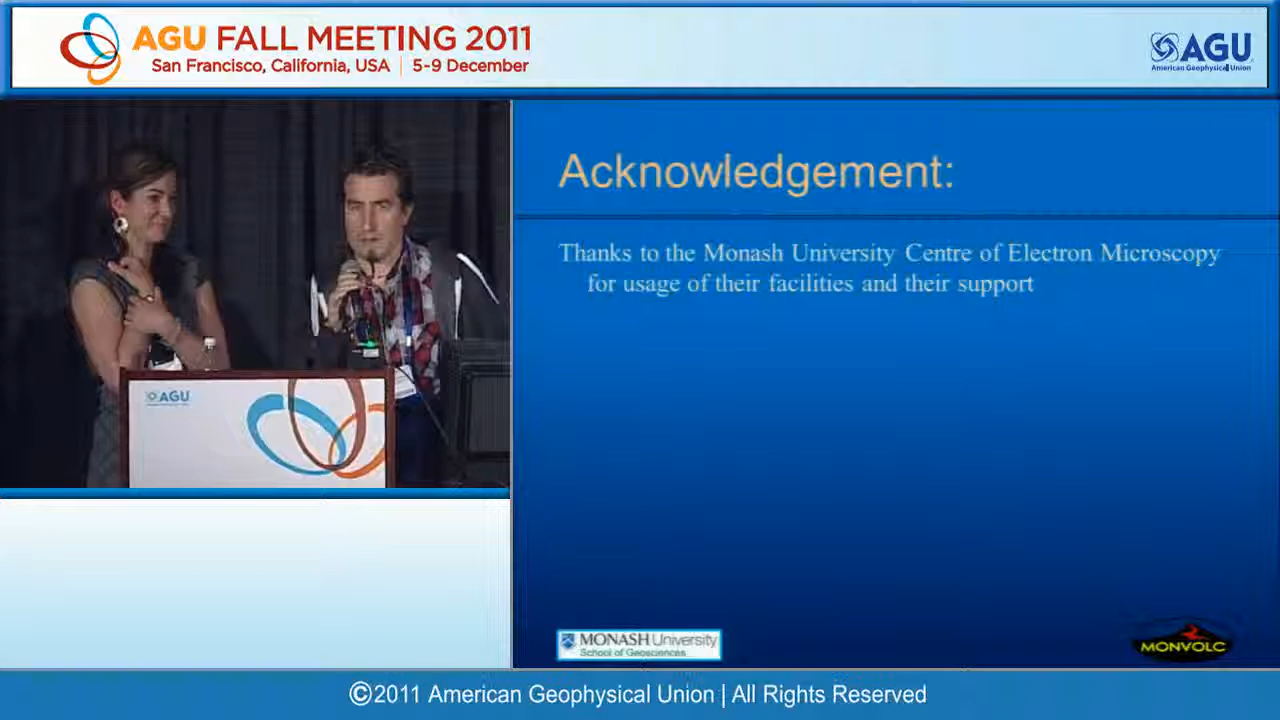 AGU FALL MEETING 2011
San Francisco, California, USA | 5-9 December
AGU
American Geophysical Union
Acknowledgement:
Thanks to the Monash University Centre of Electron Microscopy
for usage of their facilities and their support
AGU
MONASH University
School of Geosciences
MONVOLC
©2011 American Geophysical Union | All Rights Reserved